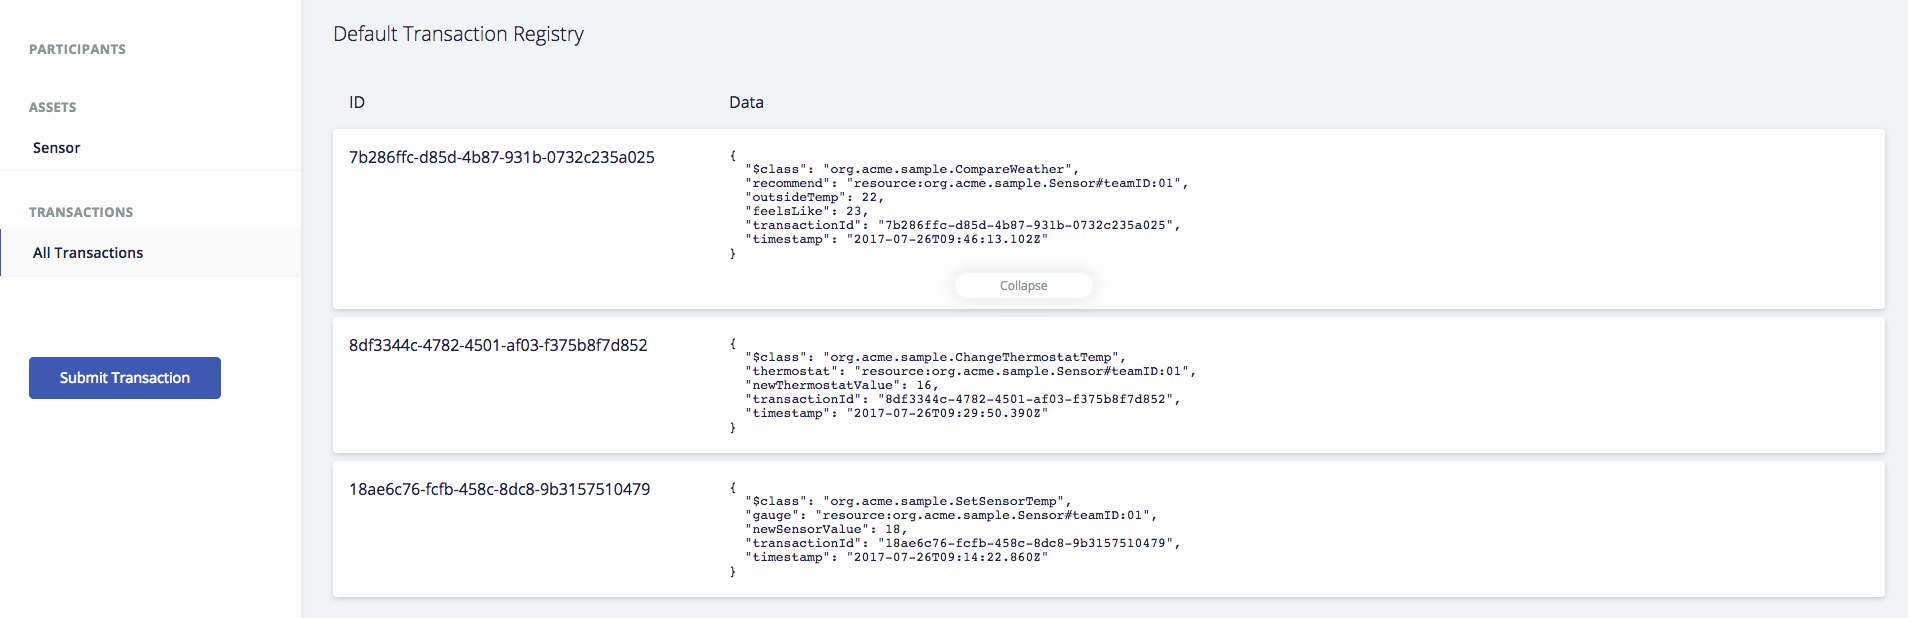 PARTICIPANTS
ASSETS
Sensor
TRANSACTIONS
All Transactions
Submit Transaction
Default Transaction Registry
ID Data
7b286ffc-d85d-4b87-931b-0732c235a025
{
"$class": "org.acme.sample.CompareWeather",
"recommend": "resource:org.acme.sample.Sensor#teamID:01",
"outsideTemp": 22,
"feelsLike": 23,
"transactionId": "7b286ffc-d85d-4b87-931b-0732c235a025",
"timestamp": "2017-07-26T09:46:13.102Z"
}
Collapse
8df3344c-4782-4501-af03-f375b8f7d852
{
"$class": "org.acme.sample.ChangeThermostatTemp",
"thermostat": "resource:org.acme.sample.Sensor#teamID:01",
"newThermostatValue": 16,
"transactionId": "8df3344c-4782-4501-af03-f375b8f7d852",
"timestamp": "2017-07-26T09:29:50.390Z"
}
18ae6c76-fcfb-458c-8dc8-9b3157510479
{
"$class": "org.acme.sample.SetSensorTemp",
"gauge": "resource:org.acme.sample.Sensor#teamID:01",
"newSensorValue": 18,
"transactionId": "18ae6c76-fcfb-458c-8dc8-9b3157510479",
"timestamp": "2017-07-26T09:14:22.860Z"
}